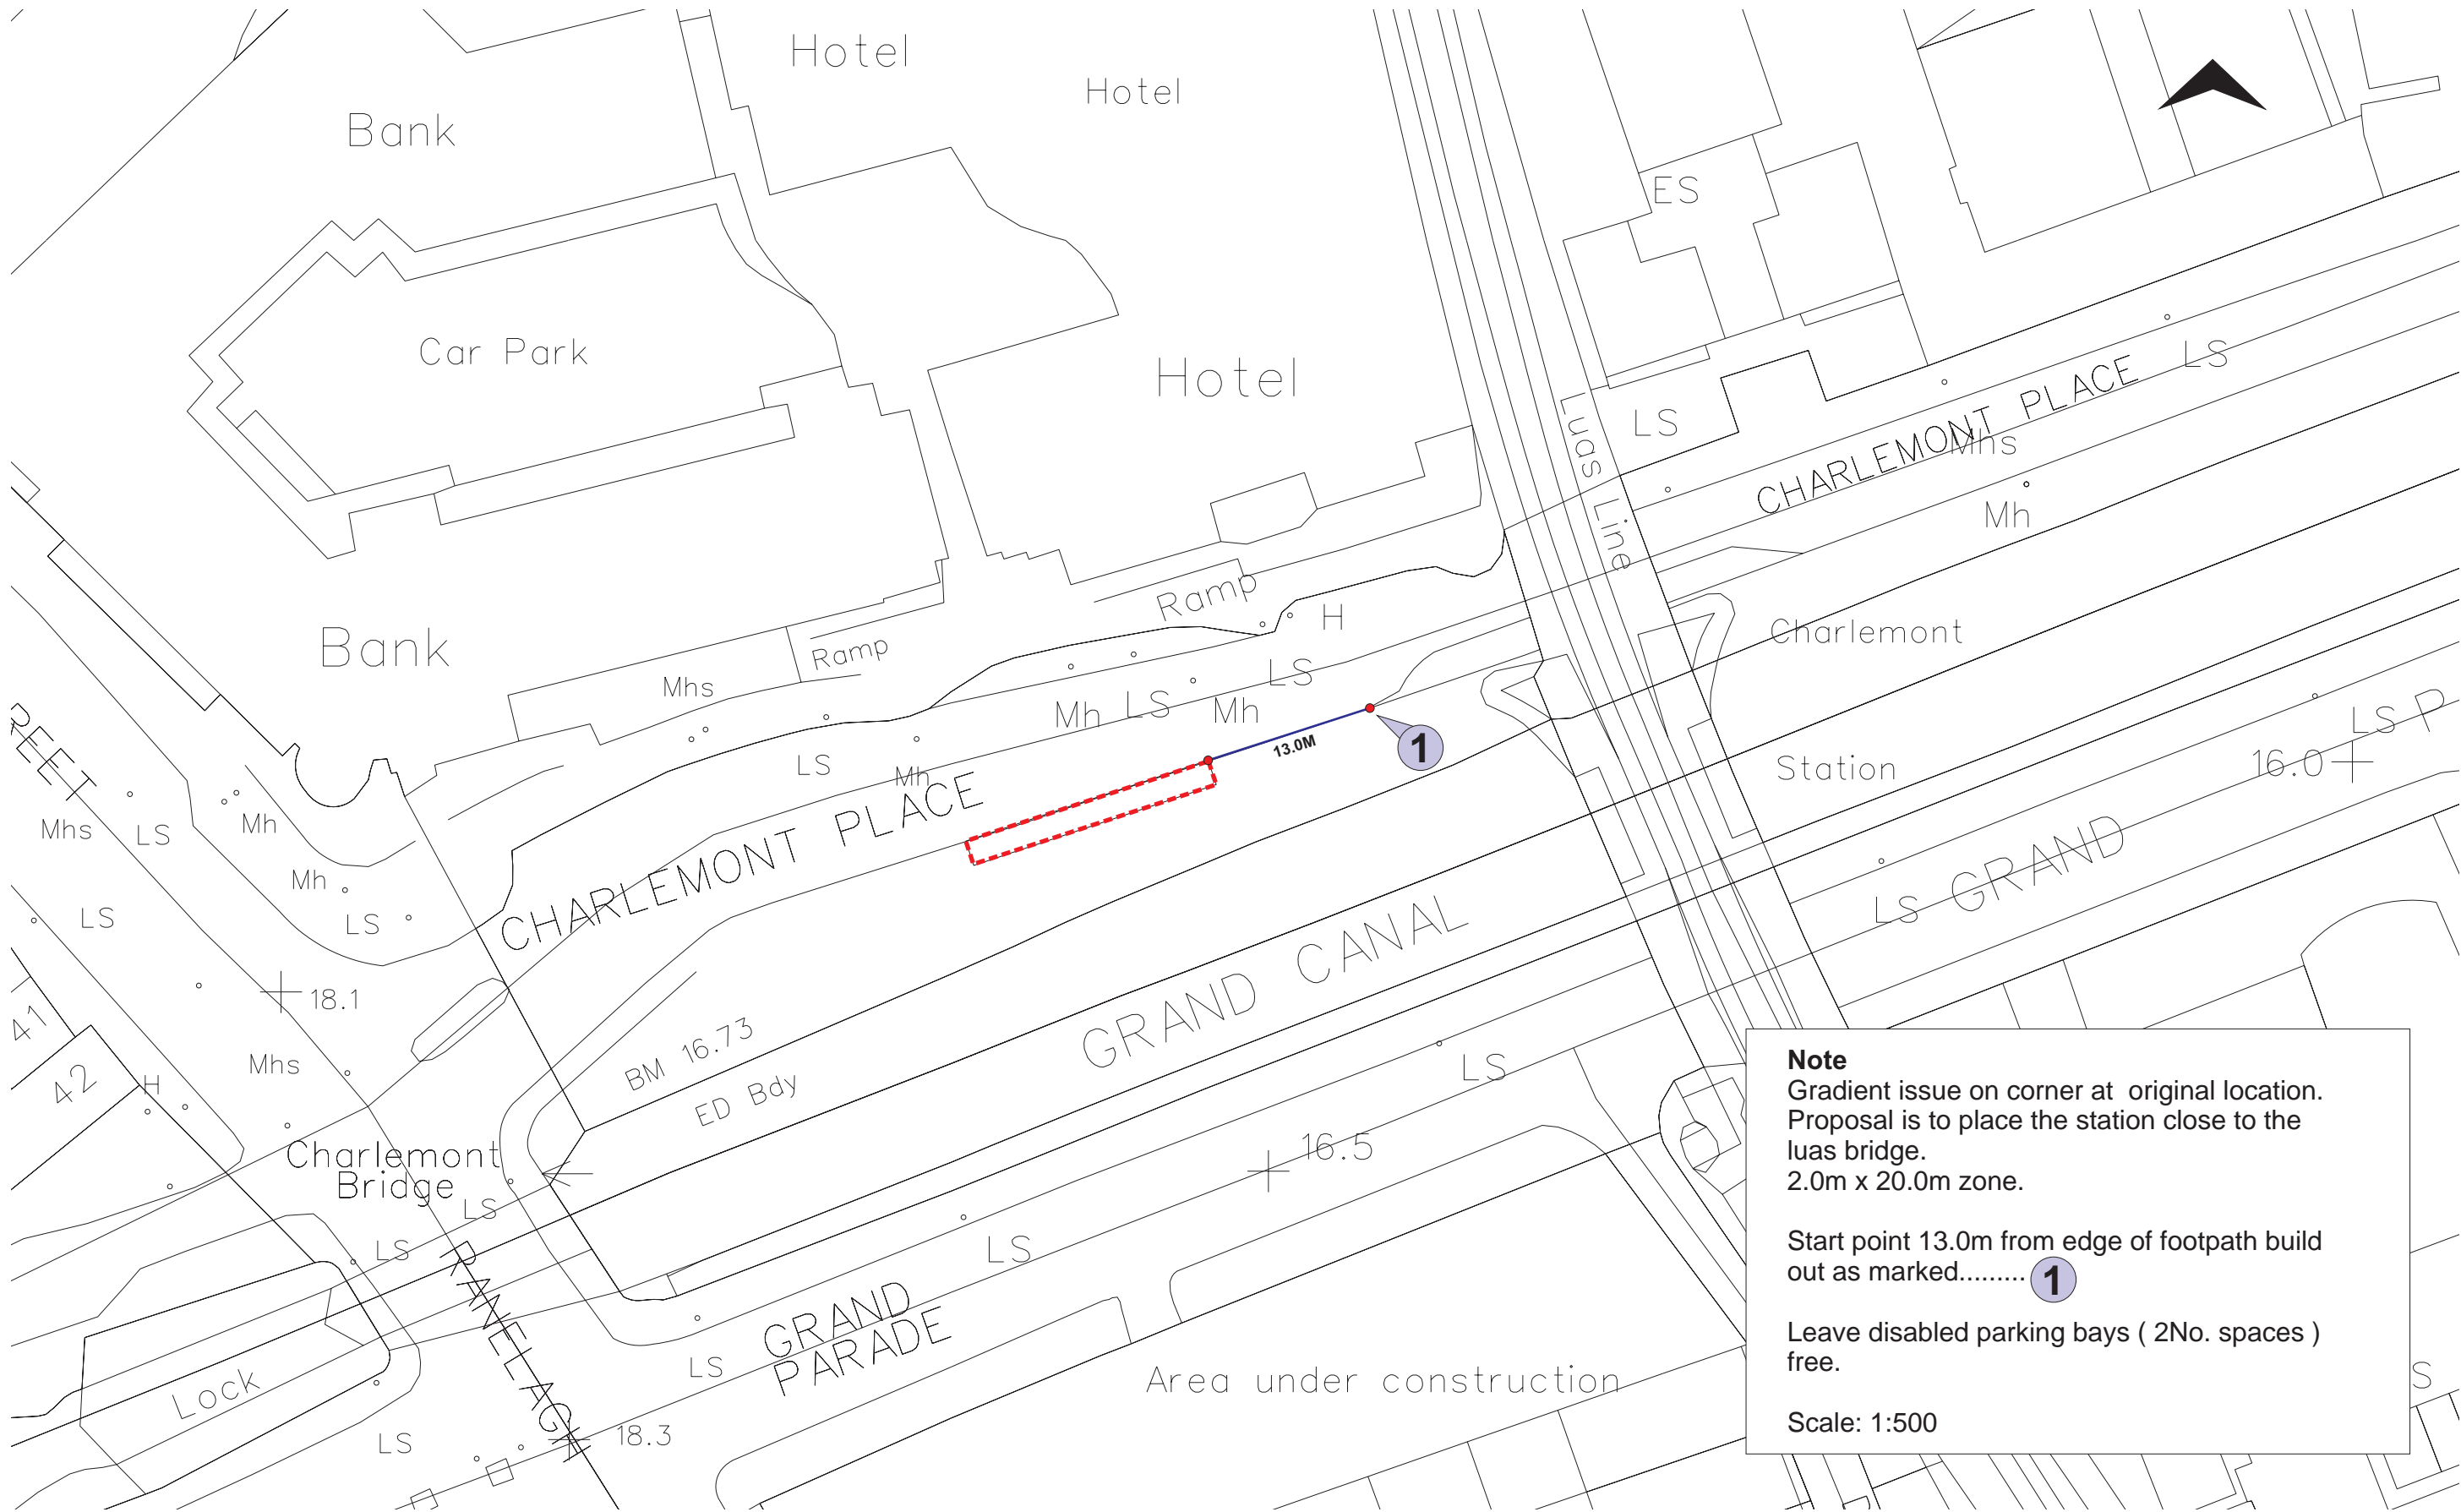 Hotel
Hotel
Bank
ES
Car Park
Hotel
LS
CHARLEMONT PLACE
LS
Mhs
Luas Line
Mh
Ramp
H
Charlemont
Bank
Ramp
Mhs
LS
Mh
LS
Mh
LS P
13.0M
1
Station
16.0
LS
Mh
REET
Mhs
LS
Mh
CHARLEMONT PLACE
Mh
LS
LS
LS
GRAND
GRAND CANAL
18.1
41
42
H
Mhs
BM 16.73
ED Bdy
LS
Charlemont
Bridge
LS
16.5
LS
LS
RANELAGH
GRAND
PARADE
LS
Lock
LS
18.3
Area under construction
Note
Gradient issue on corner at original location.
Proposal is to place the station close to the
luas bridge.
2.0m x 20.0m zone.
Start point 13.0m from edge of footpath build
out as marked......... 1
Leave disabled parking bays ( 2No. spaces )
free.
Scale: 1:500
S